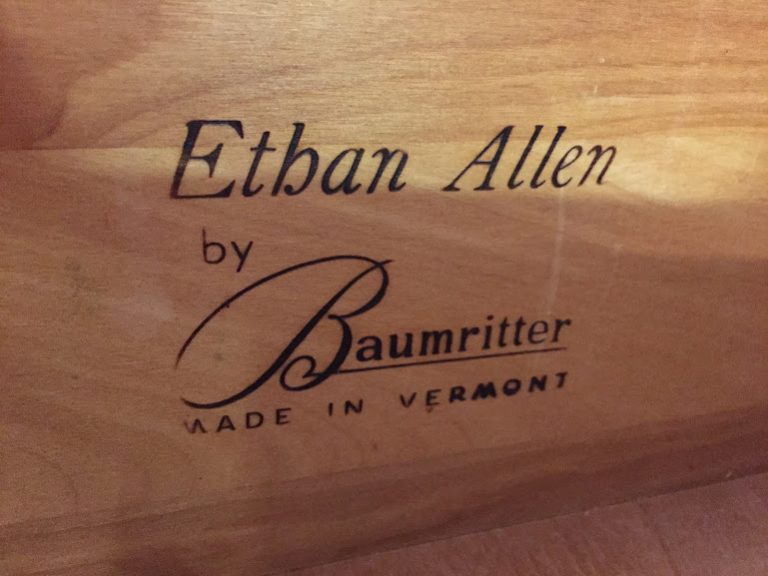 Ethan Allen
by
Baumritter
MADE IN VERMONT